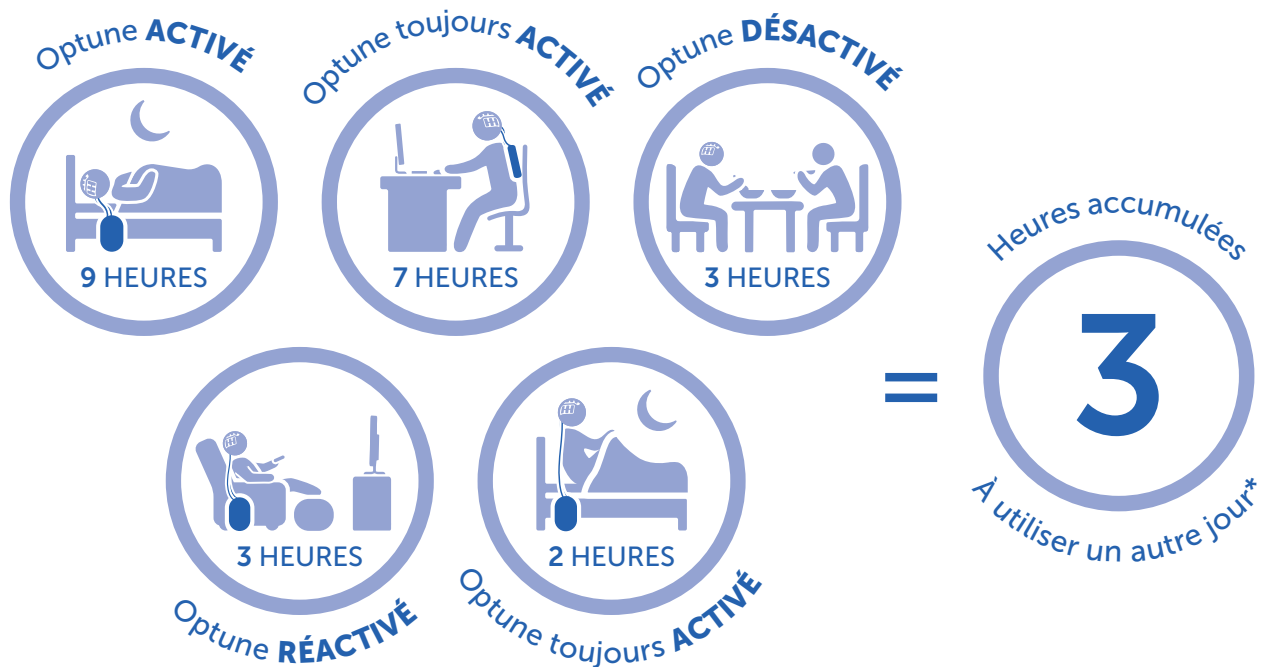 Optune ACTIVÉ
9 HEURES
Optune toujours ACTIVÉ
7 HEURES
Optune DÉSACTIVÉ
3 HEURES
3 HEURES
Optune RÉACTIVÉ
2 HEURES
Optune toujours ACTIVÉ
=
Heures accumulées
3
À utiliser un autre jour*